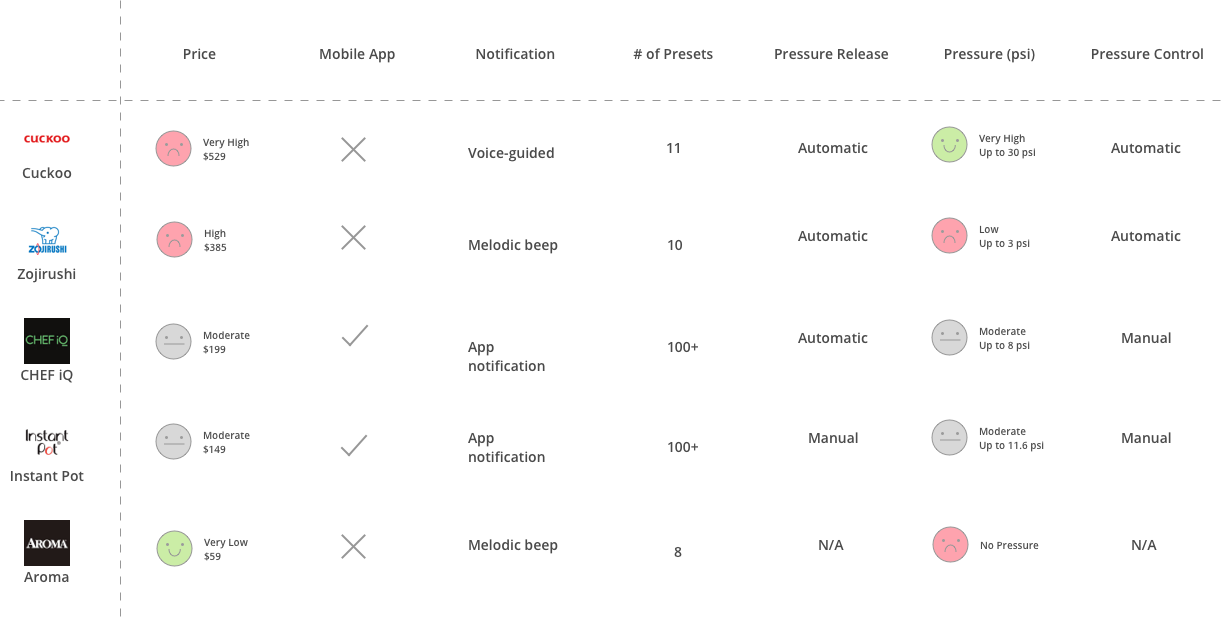 Price Mobile App Notification # of Presets Pressure Release Pressure (psi) Pressure Control
CUCKOO
Cuckoo
Very High
$529
Voice-guided
11
Automatic
Very High
Up to 30 psi
Automatic
ZOJIRUSHI
Zojirushi
High
$385
Melodic beep
10
Automatic
Low
Up to 3 psi
Automatic
CHEF iQ
CHEF iQ
Moderate
$199
App
notification
100+
Automatic
Moderate
Up to 8 psi
Manual
Instant
Pot
Instant Pot
Moderate
$149
App
notification
100+
Manual
Moderate
Up to 11.6 psi
Manual
AROMA
Aroma
Very Low
$59
Melodic beep
8
N/A
No Pressure
N/A